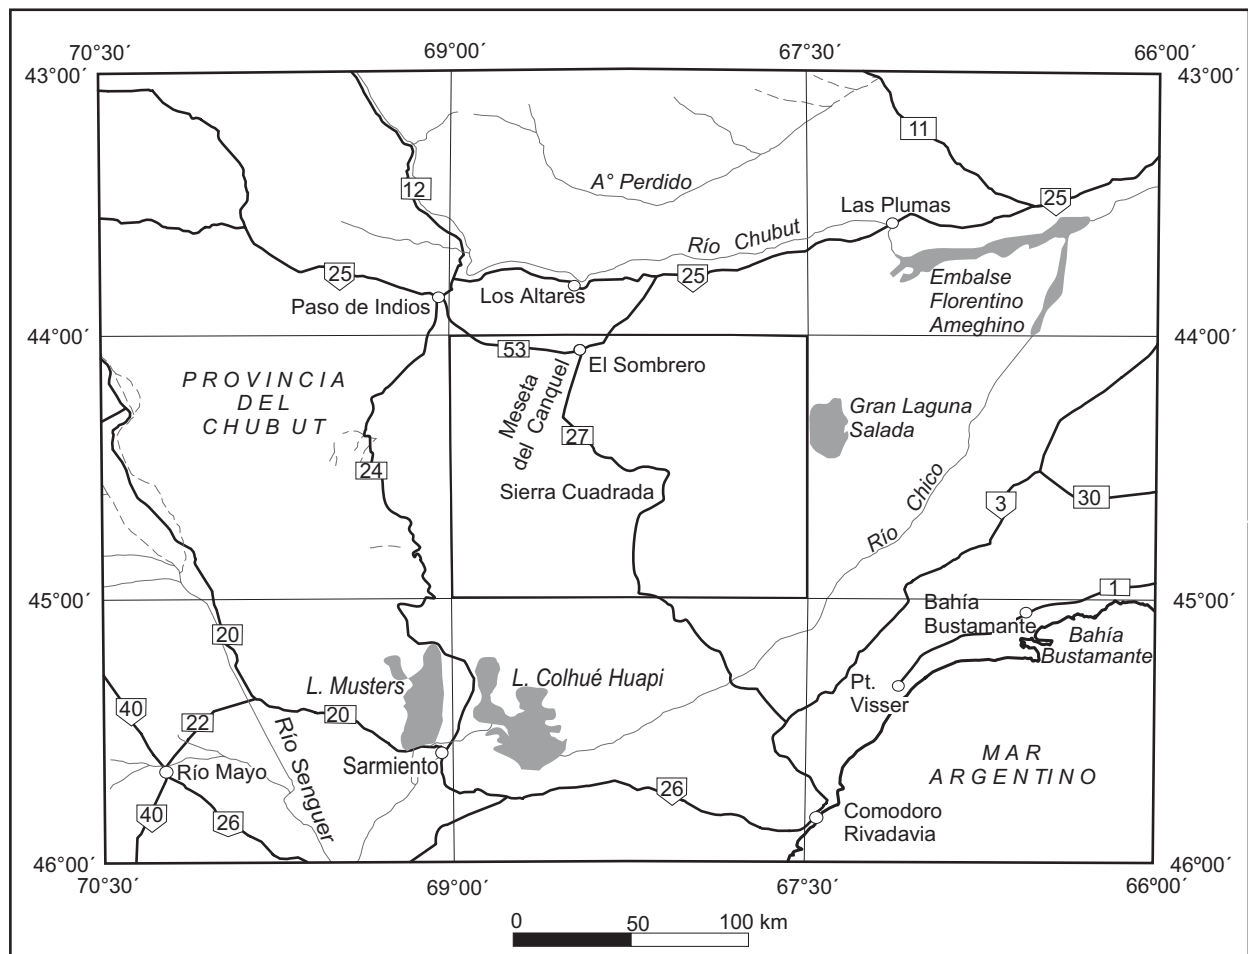 70°30´
69°00´
67°30´
66°00´
43°00´
43°00´
11
A° Perdido
12
25
Las Plumas
Río Chubut
25
25
Los Altares
Paso de Indios
Embalse
Florentino
Ameghino
44°00´
44°00´
53
El Sombrero
PROVINCIA
DEL
CHUBUT
Meseta
del Canquel
Gran Laguna
Salada
27
24
Sierra Cuadrada
Río Chico
3
30
1
45°00´
45°00´
Bahía
Bustamante
20
Bahía
Bustamante
L. Musters
L. Colhué Huapi
Pt.
Visser
40
22
20
Río Senguer
MAR
ARGENTINO
Sarmiento
Río Mayo
26
40
26
Comodoro
Rivadavia
46°00´
46º00´
70°30´
69°00´
67°30´
66º00´
0
50
100 km